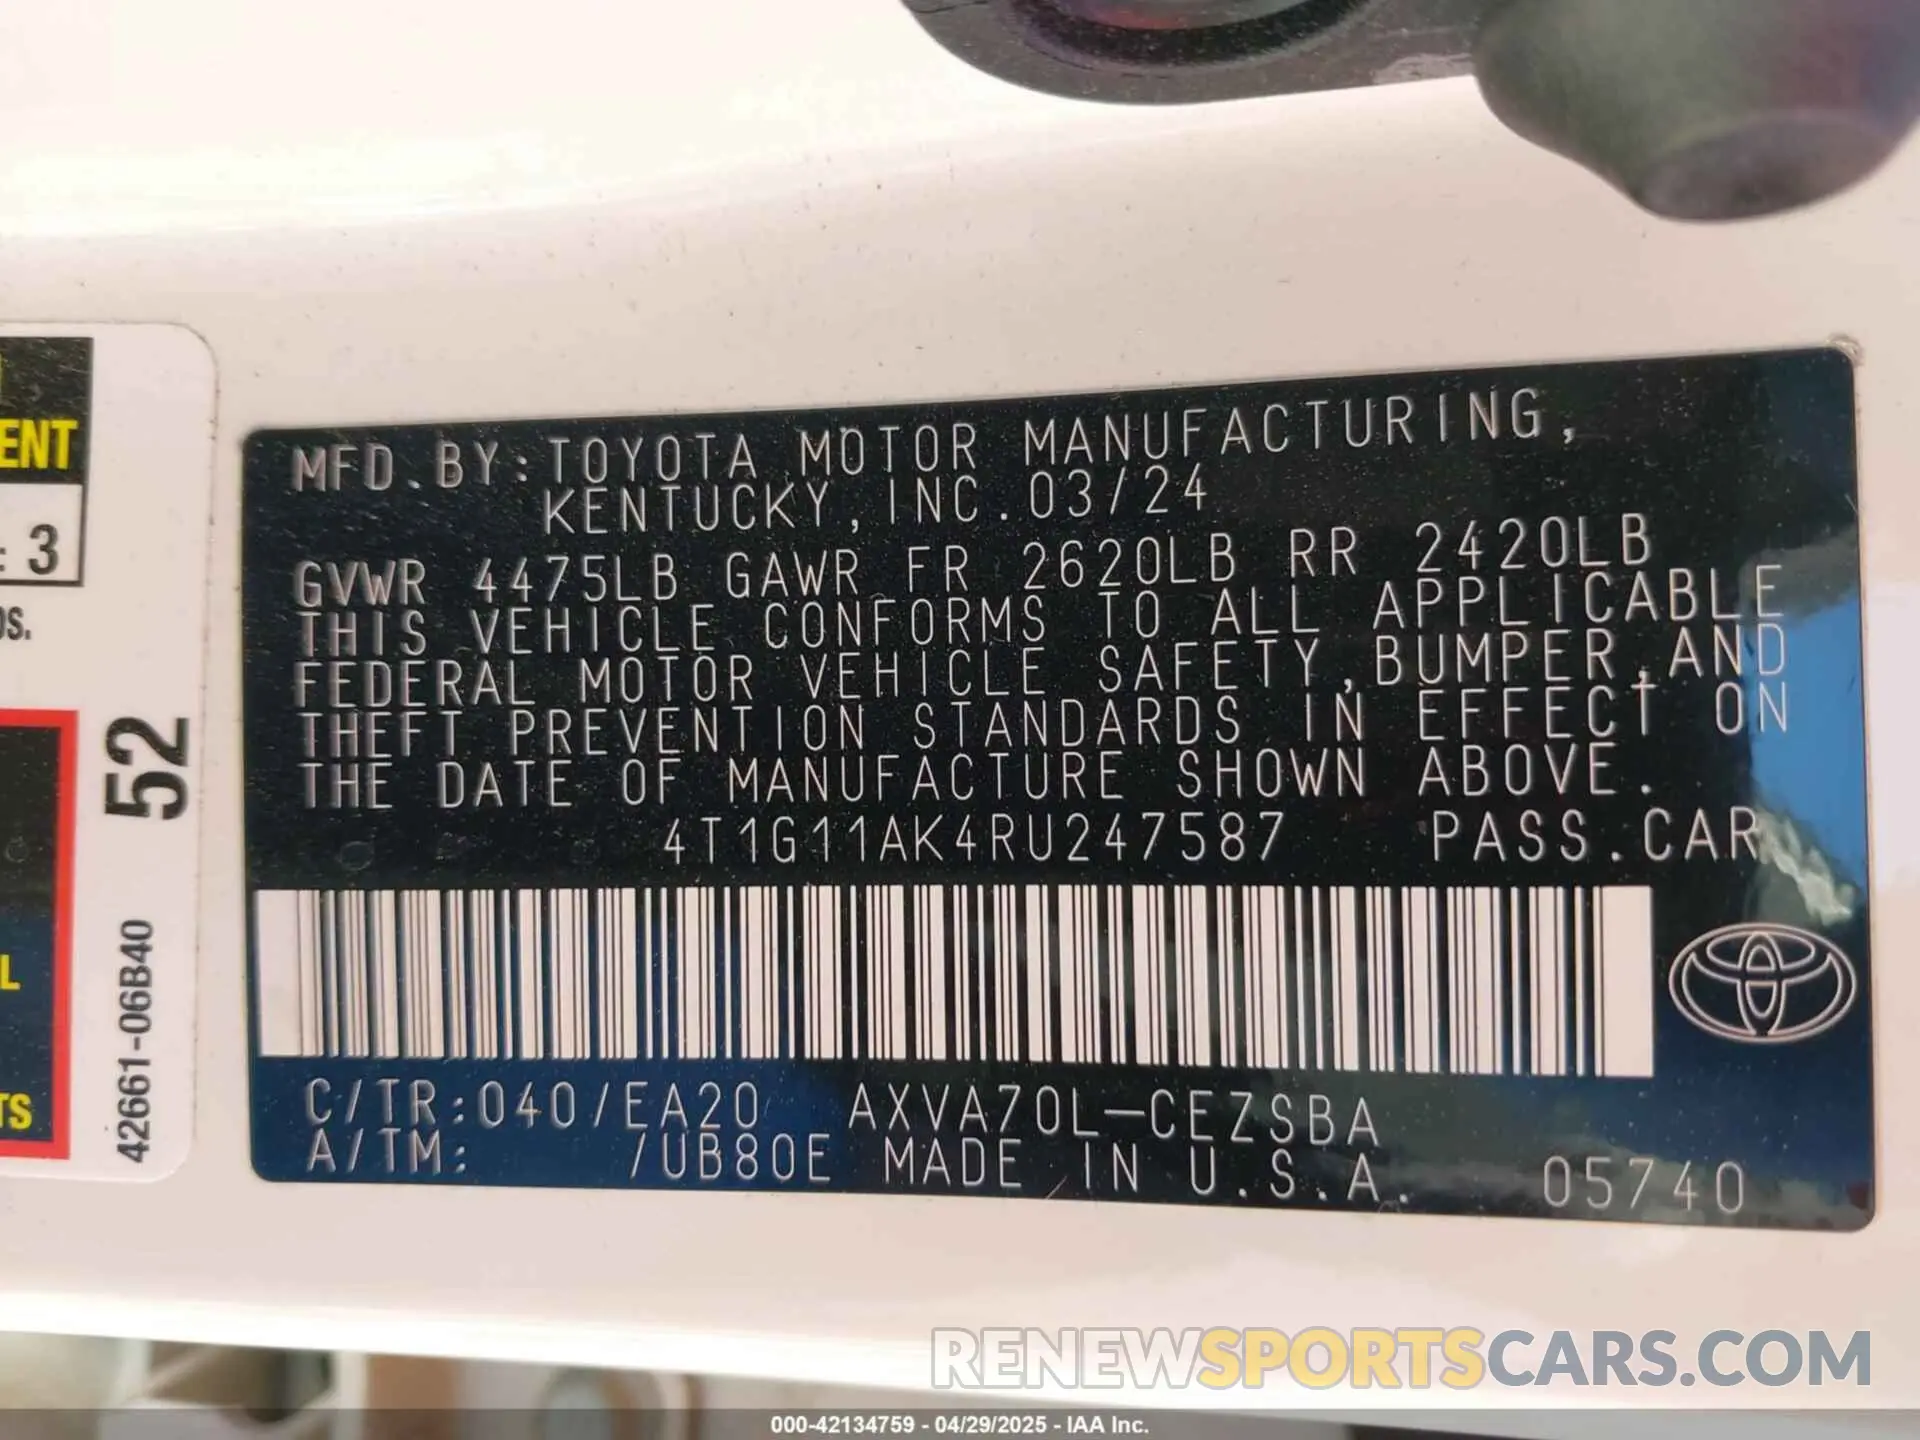 ENT
: 3
OS.
52
L
TS
42661-06B40
MFD.BY:TOYOTA MOTOR MANUFACTURING,
KENTUCKY,INC.03/24
GVWR 4475LB GAWR FR 2620LB RR 2420LB
THIS VEHICLE CONFORMS TO ALL APPLICABLE
FEDERAL MOTOR VEHICLE SAFETY,BUMPER,AND
THEFT PREVENTION STANDARDS IN EFFECT ON
THE DATE OF MANUFACTURE SHOWN ABOVE.
4T1G11AK4RU247587 PASS.CAR
C/TR:040/EA20 AXVA70L-CEZSBA
A/TM: /UB80E MADE IN U.S.A. 05740
RENEWSPORTSCARS.COM
000-42134759 - 04/29/2025 - IAA Inc.